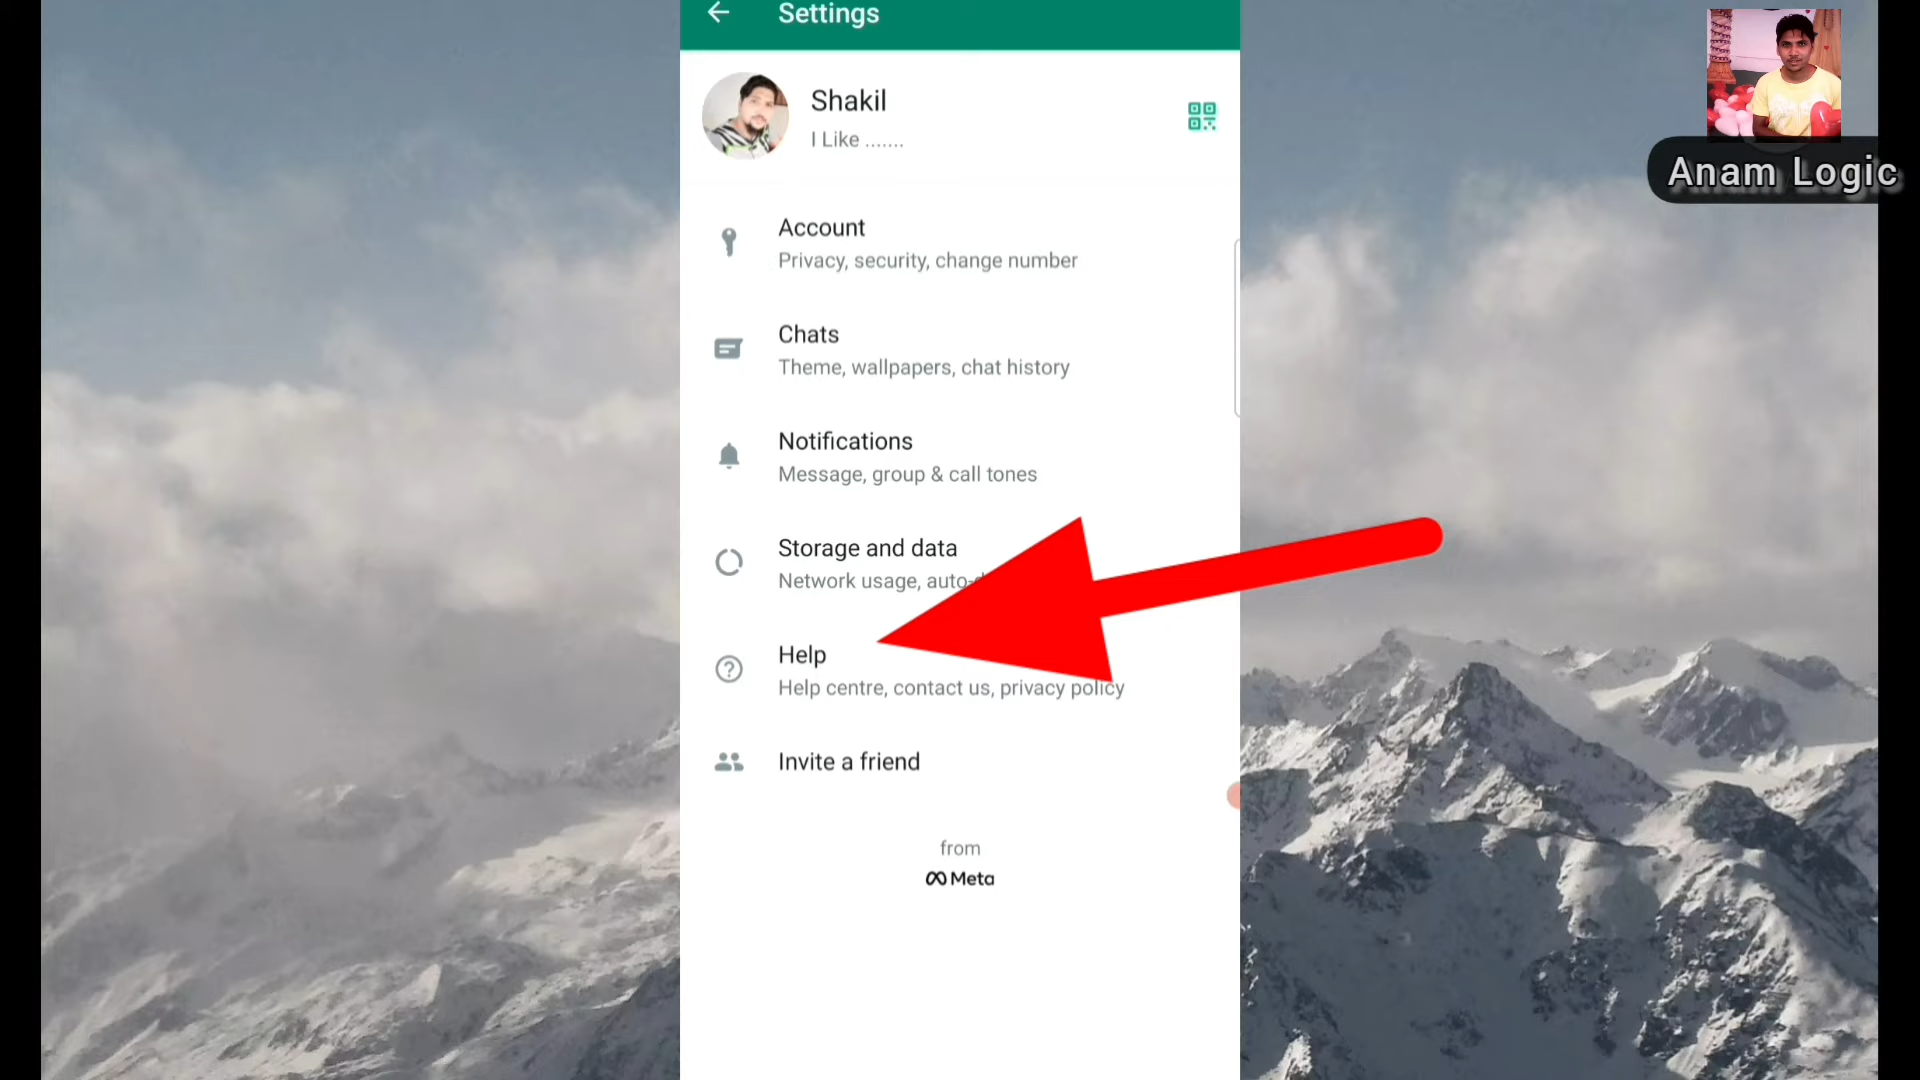 Settings
Shakil
I Like .......
Anam Logic
Account
Privacy, security, change number
Chats
Theme, wallpapers, chat history
Notifications
Message, group & call tones
Storage and data
Network usage, auto-
Help
Help centre, contact us, privacy policy
Invite a friend
from
Meta